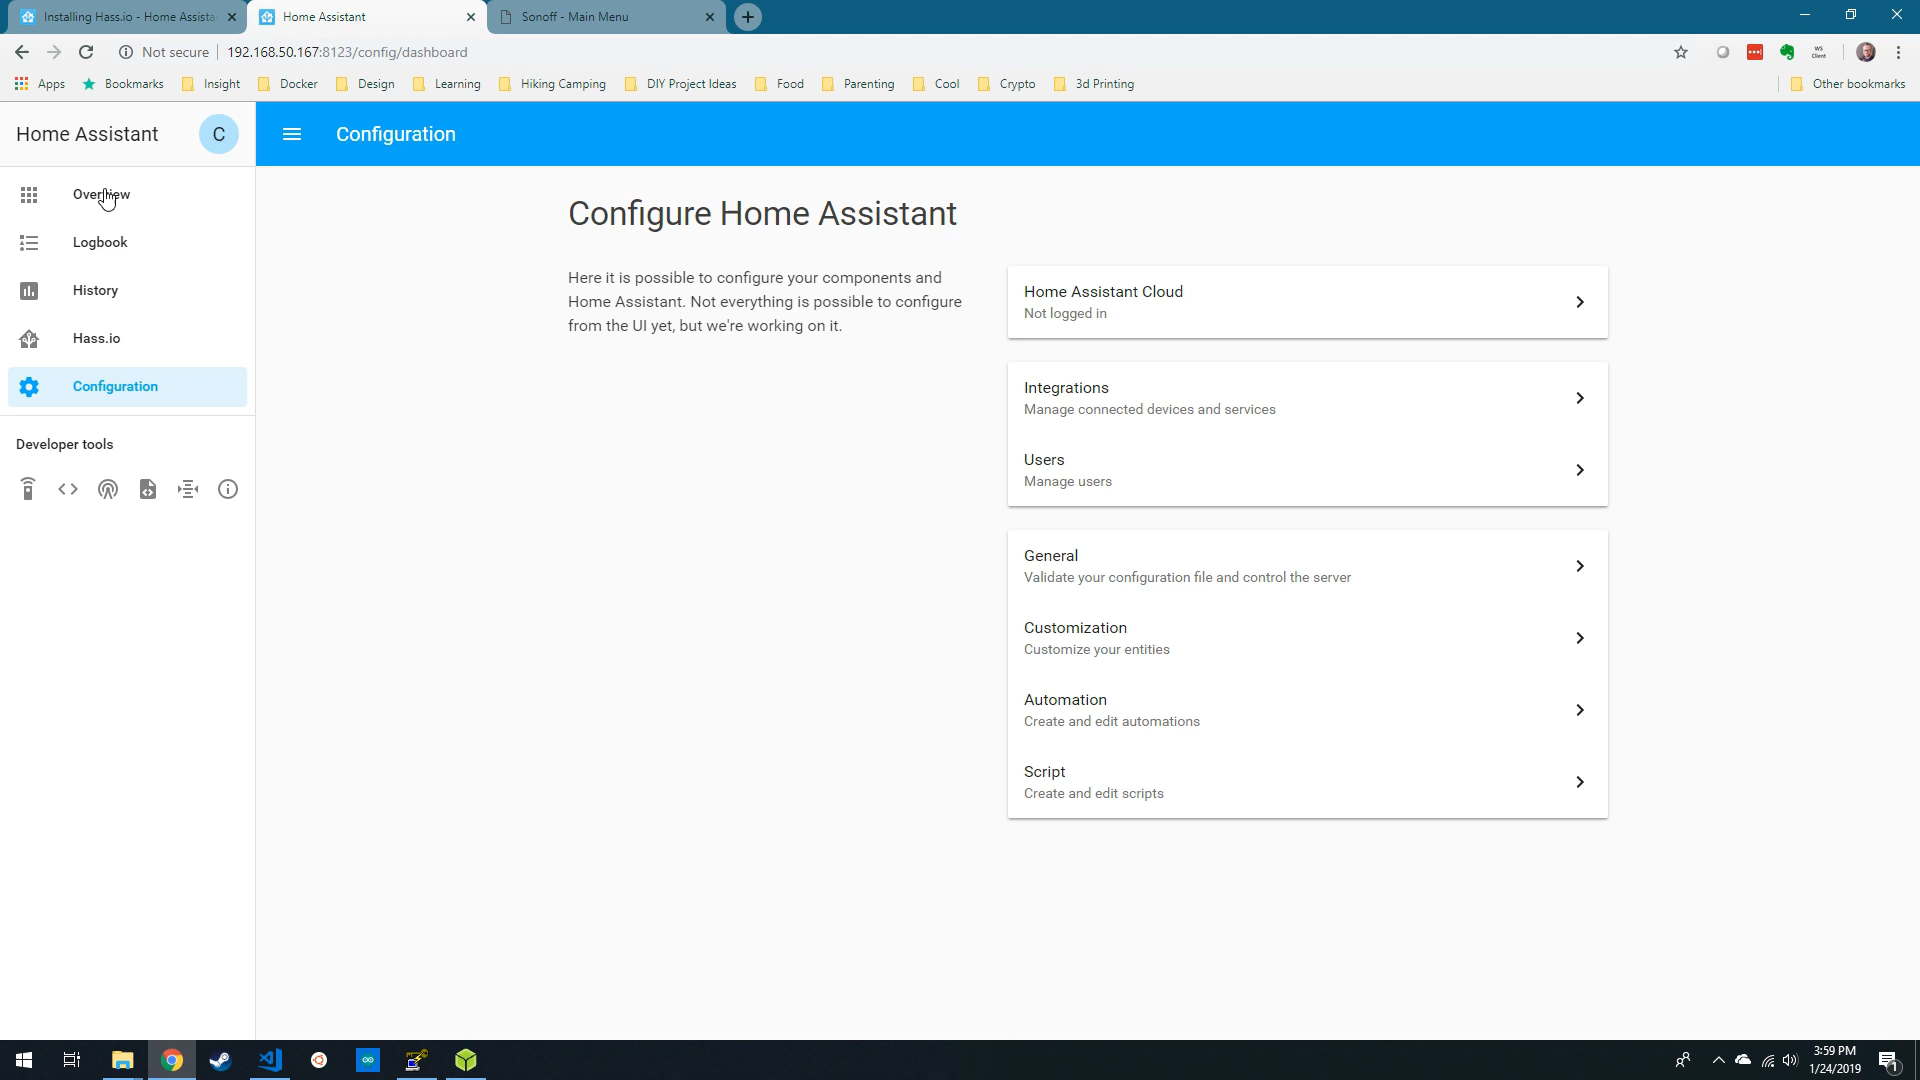 Installing Hass.io - Home Assista
Home Assistant
Sonoff - Main Menu
Not secure
192.168.50.167:8123/config/dashboard
WS
Client
Apps
Bookmarks
Insight
Docker
Design
Learning
Hiking Camping
DIY Project Ideas
Food
Parenting
Cool
Crypto
3d Printing
Other bookmarks
Home Assistant
C
Configuration
Overview
Logbook
History
Hass.io
Configuration
Developer tools
Configure Home Assistant
Here it is possible to configure your components and
Home Assistant. Not everything is possible to configure
from the UI yet, but we're working on it.
Home Assistant Cloud
Not logged in
Integrations
Manage connected devices and services
Users
Manage users
General
Validate your configuration file and control the server
Customization
Customize your entities
Automation
Create and edit automations
Script
Create and edit scripts
3:59 PM
1/24/2019
1